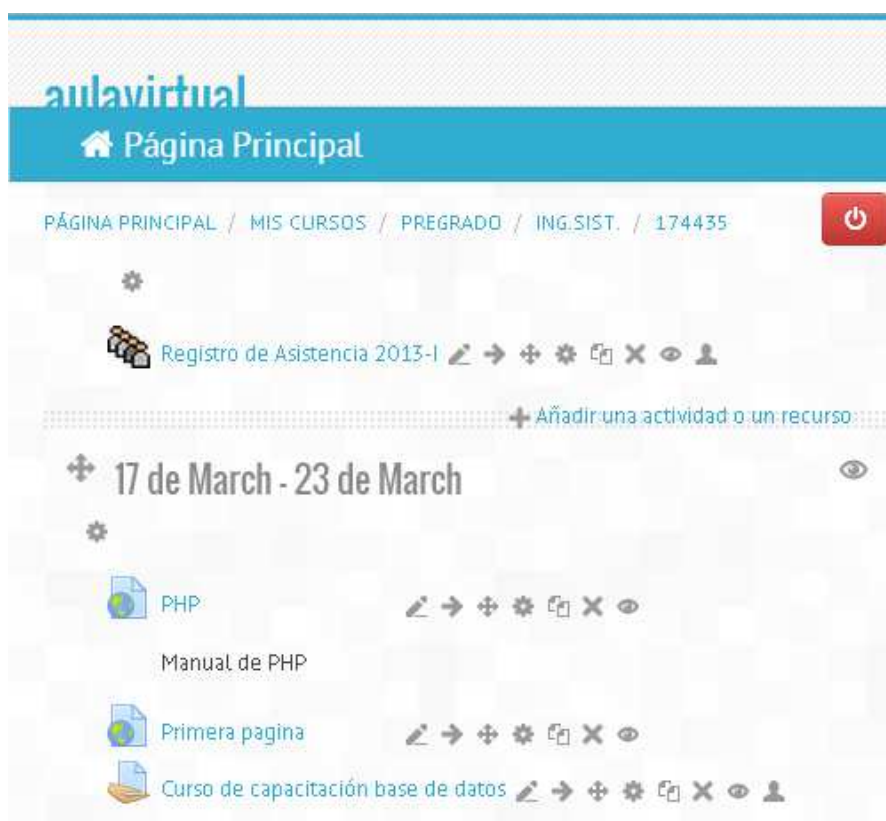 aulavirtual
Página Principal
PÁGINA PRINCIPAL / MIS CURSOS / PREGRADO / ING.SIST. / 174435
Registro de Asistencia 2013-I
Añadir una actividad o un recurso
17 de March - 23 de March
PHP
Manual de PHP
Primera pagina
Curso de capacitación base de datos